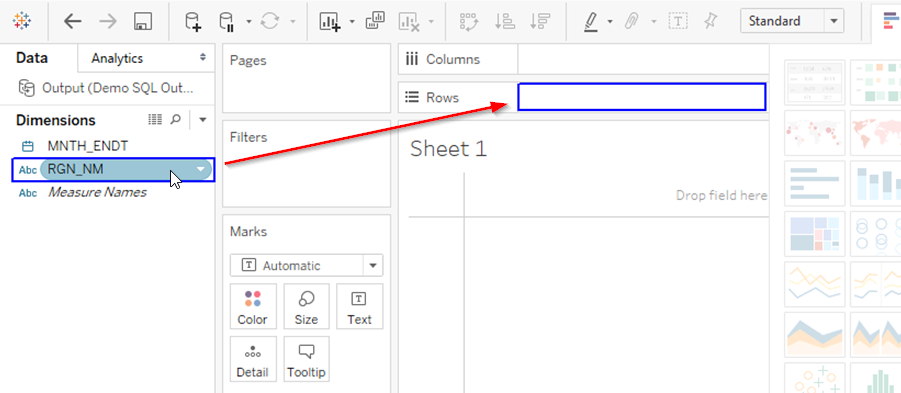 Standard
Data
Analytics
Output (Demo SQL Out...
Dimensions
MNTH_ENDT
Abc RGN_NM
Abc Measure Names
Pages
Filters
Marks
T Automatic
Color
Size
T
Text
Detail
Tooltip
Columns
Rows
Sheet 1
Drop field here